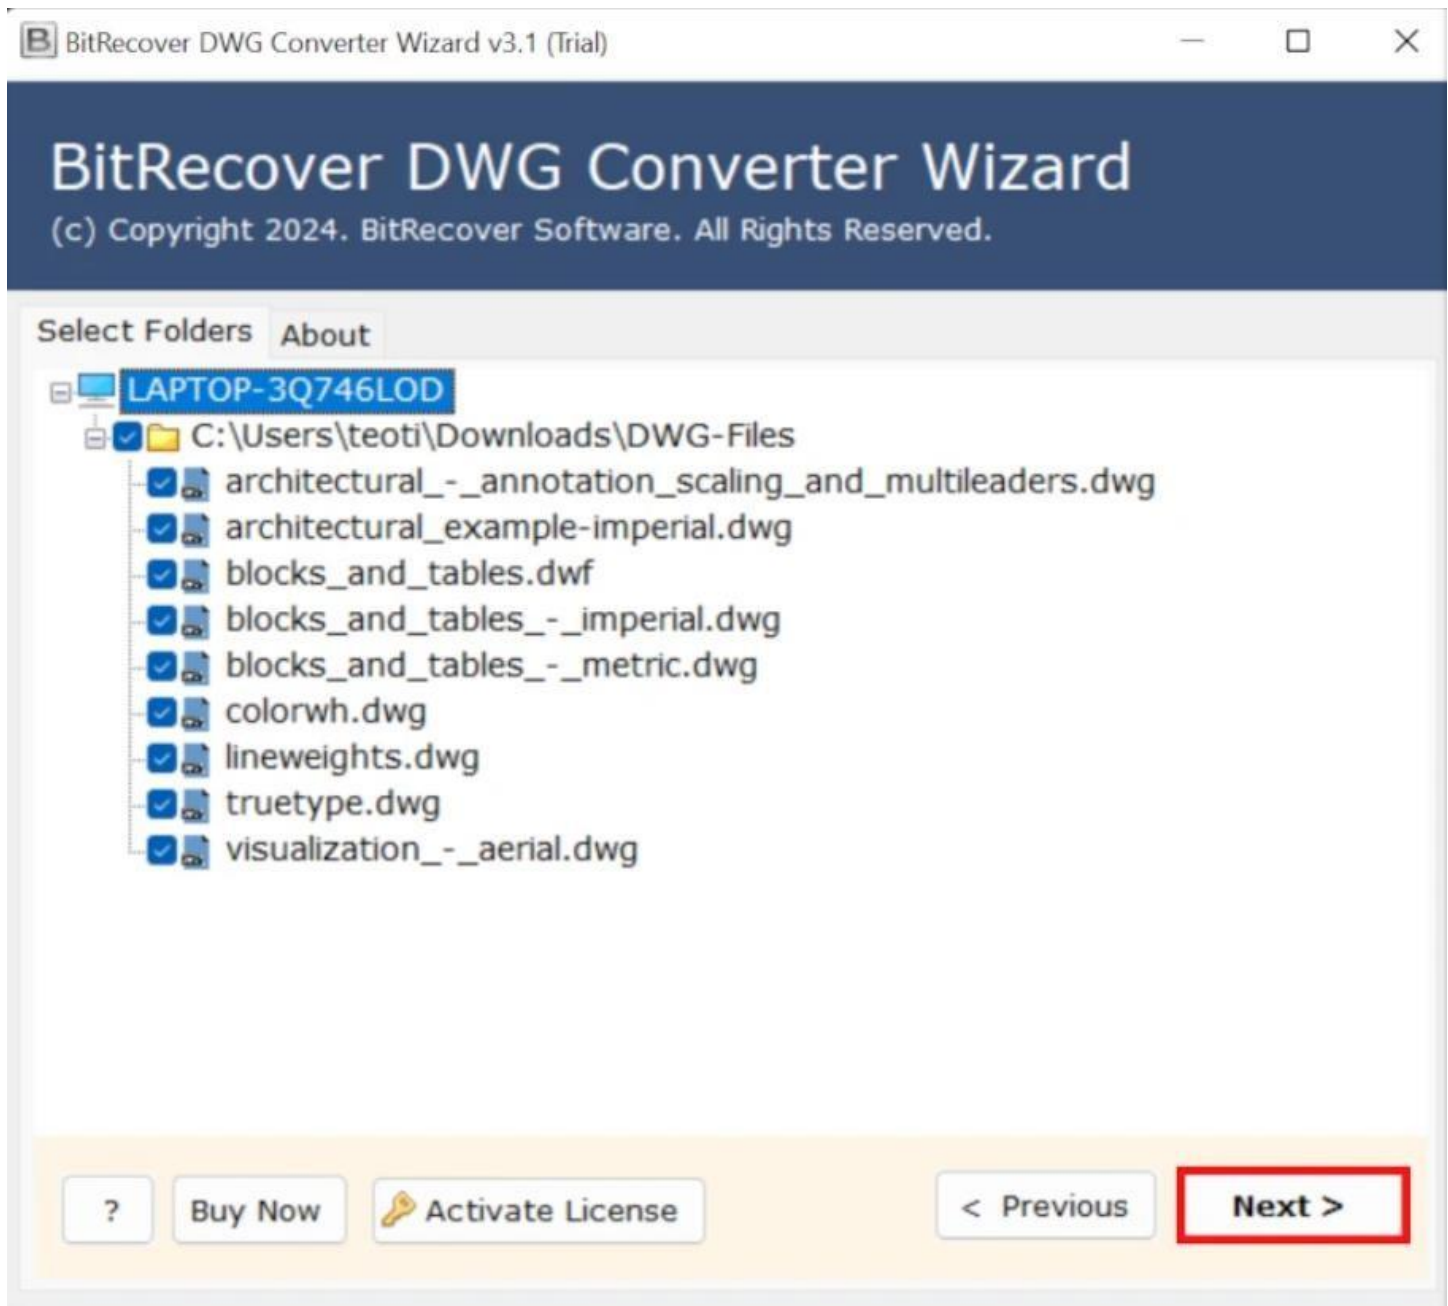 BitRecover DWG Converter Wizard v3.1 (Trial)
BitRecover DWG Converter Wizard
(c) Copyright 2024. BitRecover Software. All Rights Reserved.
Select Folders About
LAPTOP-3Q746LOD
C:\Users\teoti\Downloads\DWG-Files
architectural_-_annotation_scaling_and_multileaders.dwg
architectural_example-imperial.dwg
blocks_and_tables.dwf
blocks_and_tables_-_imperial.dwg
blocks_and_tables_-_metric.dwg
colorwh.dwg
lineweights.dwg
truetype.dwg
visualization_-_aerial.dwg
? Buy Now Activate License < Previous Next >